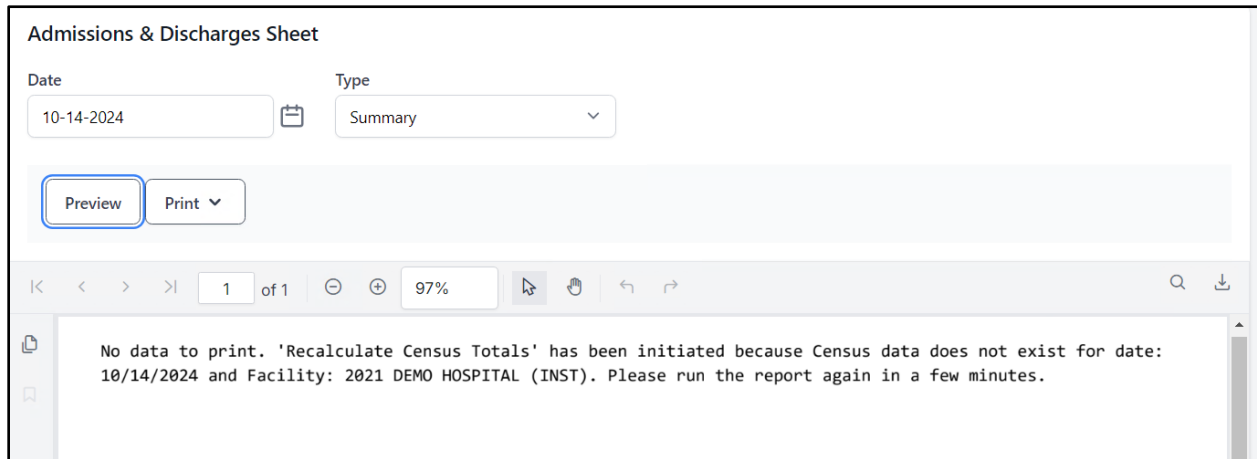 Admissions & Discharges Sheet
Date
Type
10-14-2024
Summary
Preview
Print
1 of 1
97%
No data to print. 'Recalculate Census Totals' has been initiated because Census data does not exist for date:
10/14/2024 and Facility: 2021 DEMO HOSPITAL (INST). Please run the report again in a few minutes.